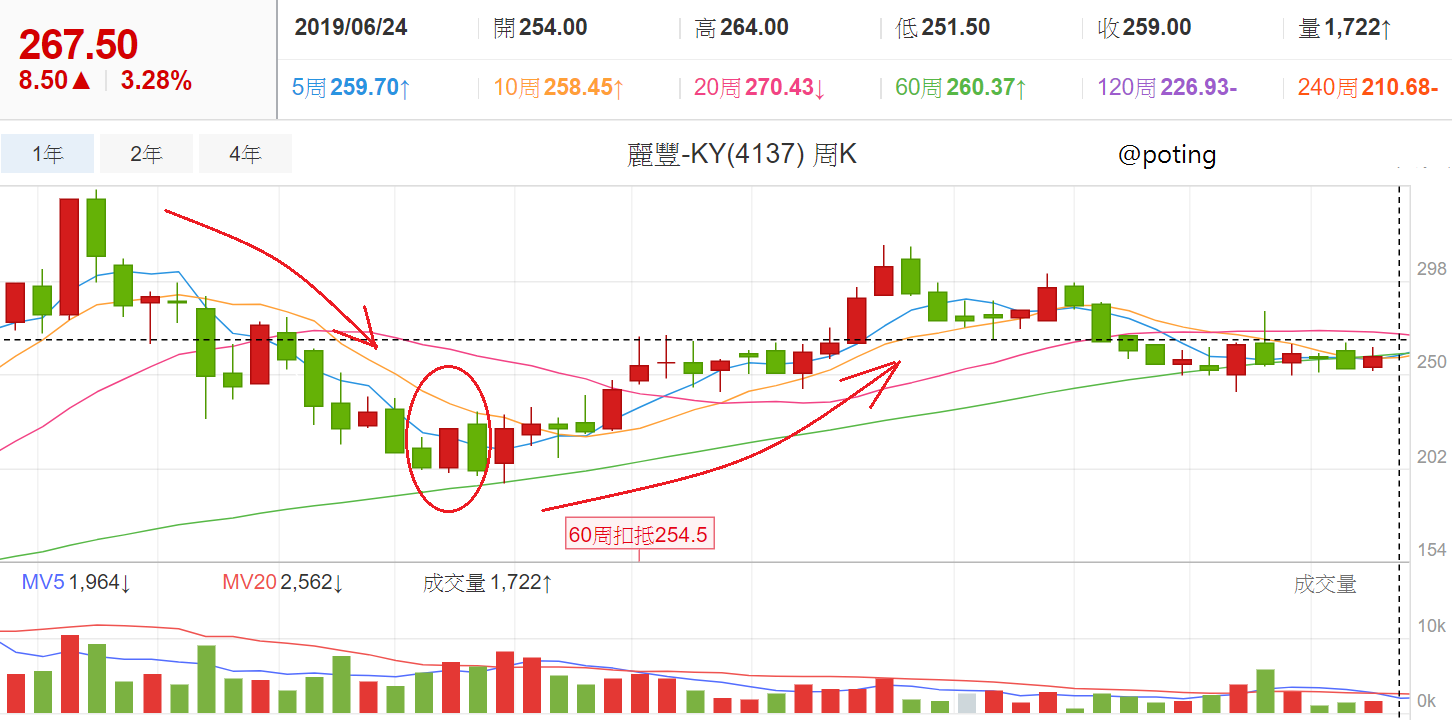 267.50
8.50▲ 3.28%
2019/06/24 開254.00 高264.00 低251.50 收259.00 量1,722↑
5周259.70↑ 10周258.45↑ 20周270.43↓ 60周260.37↑ 120周226.93- 240周210.68-
1年 2年 4年
麗豐-KY(4137) 周K
@poting
298
250
202
60周扣抵254.5
154
MV5 1,964↓ MV20 2,562↓ 成交量 1,722↑ 成交量
10k
0k